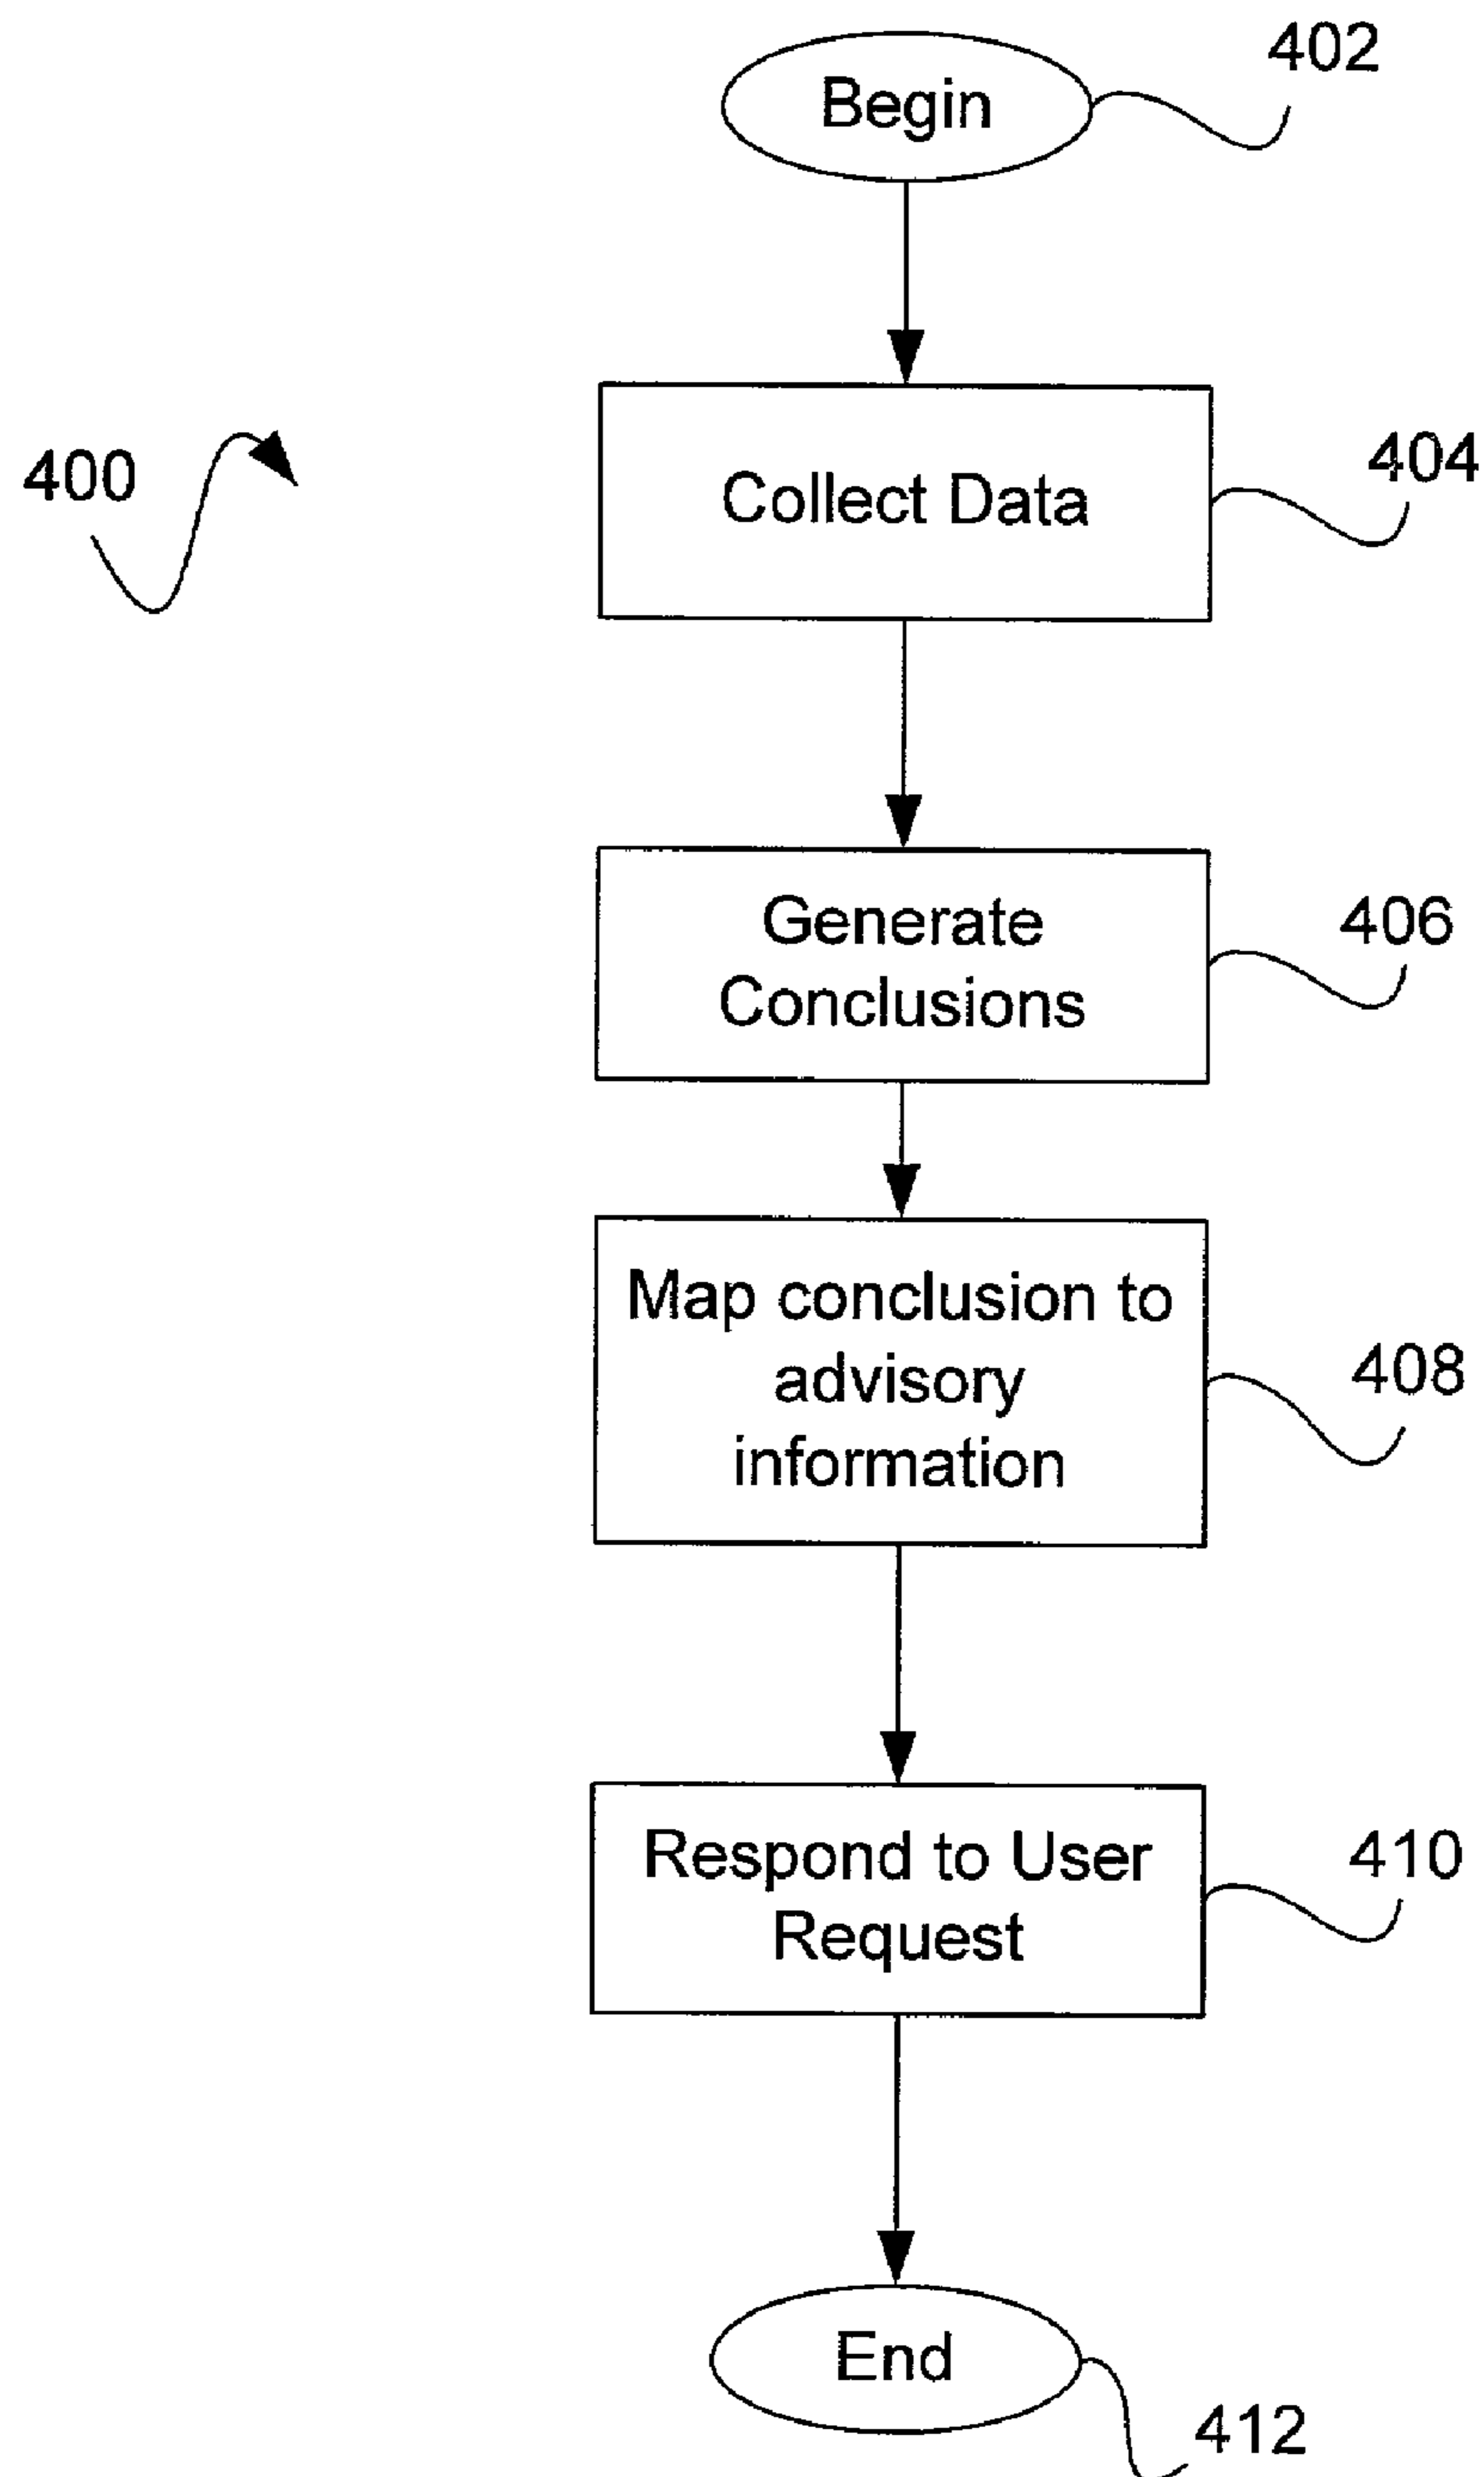 402
Begin
400
404
Collect Data
406
Generate
Conclusions
Map conclusion to
advisory
information
408
Respond to User
Request
410
End
412